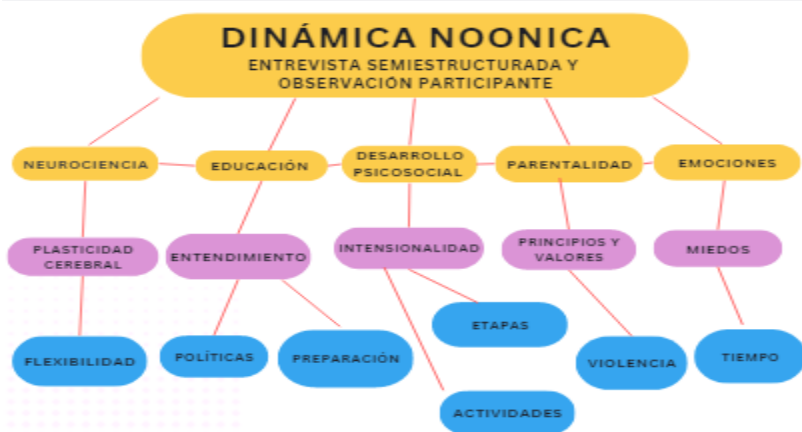 DINÁMICA NOONICA
ENTREVISTA SEMIESTRUCTURADA Y
OBSERVACIÓN PARTICIPANTE
NEUROCIENCIA
EDUCACIÓN
DESARROLLO
PSICOSOCIAL
PARENTALIDAD
EMOCIONES
PLASTICIDAD
CEREBRAL
ENTENDIMIENTO
INTENSIONALIDAD
PRINCIPIOS Y
VALORES
MIEDOS
FLEXIBILIDAD
POLÍTICAS
PREPARACIÓN
ETAPAS
ACTIVIDADES
VIOLENCIA
TIEMPO